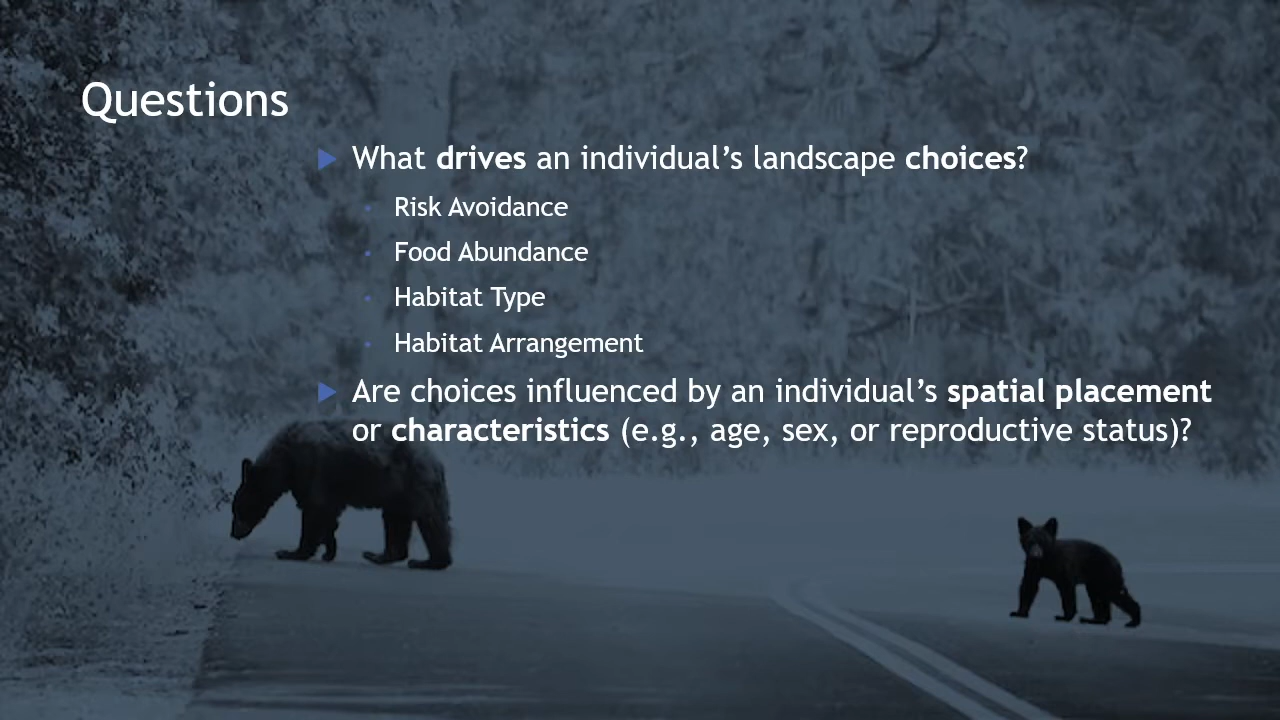 Questions
What drives an individual’s landscape choices?
Risk Avoidance
Food Abundance
Habitat Type
Habitat Arrangement
Are choices influenced by an individual’s spatial placement
or characteristics (e.g., age, sex, or reproductive status)?